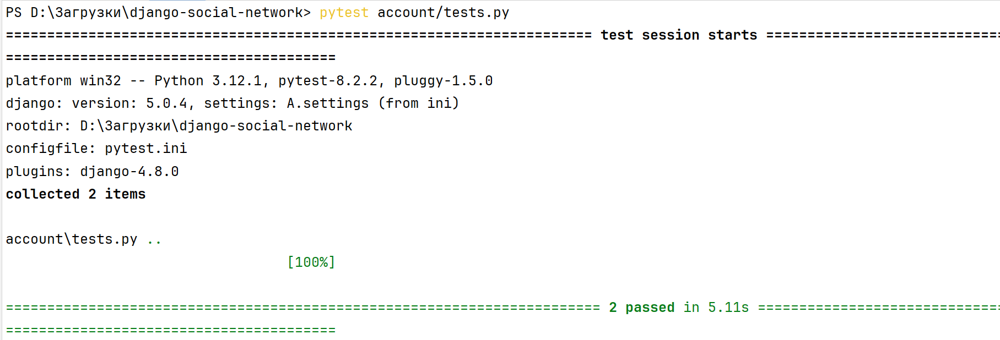 PS D:\Загрузки\django-social-network> pytest account/tests.py
======================================================================= test session starts =============================
========================================
platform win32 -- Python 3.12.1, pytest-8.2.2, pluggy-1.5.0
django: version: 5.0.4, settings: A.settings (from ini)
rootdir: D:\Загрузки\django-social-network
configfile: pytest.ini
plugins: django-4.8.0
collected 2 items
account\tests.py ..
[100%]
======================================================================== 2 passed in 5.11s ==============================
========================================